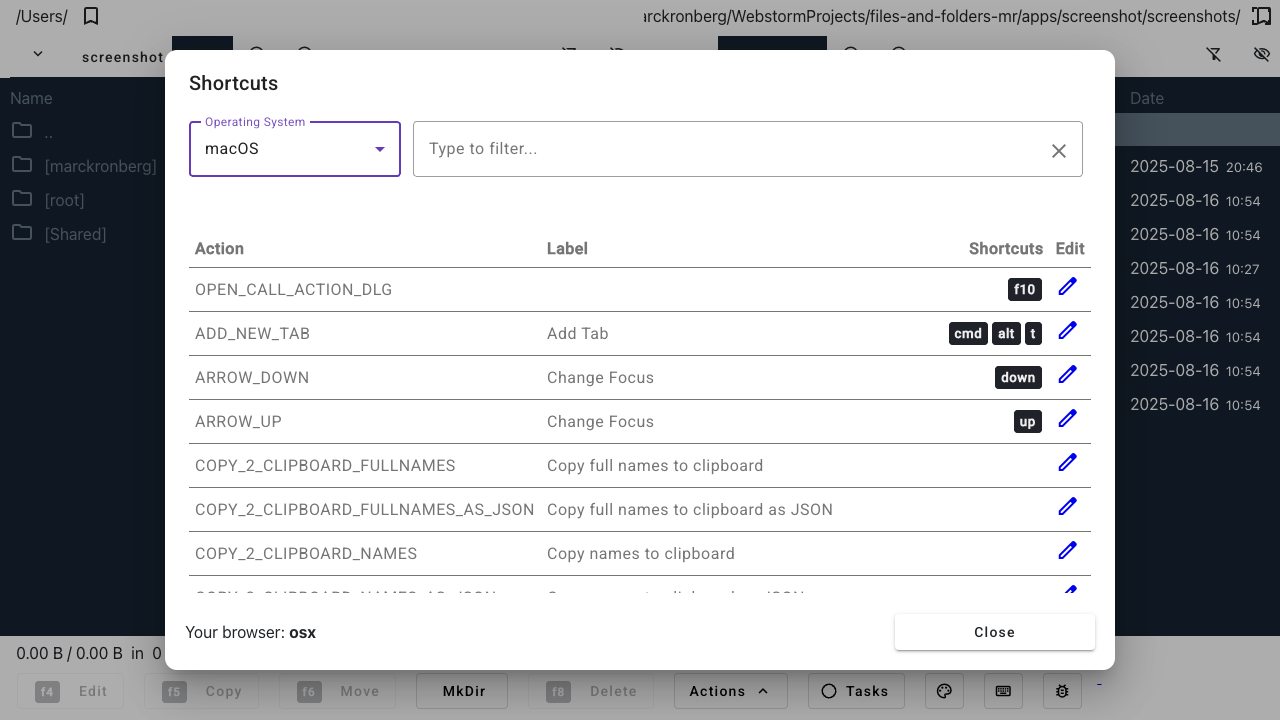 /Users/
rckronberg/WebstormProjects/files-and-folders-mr/apps/screenshot/screenshots/
screenshot
Shortcuts
Name
Date
Operating System
macOS
Type to filter...
..
[marckronberg]
[root]
[Shared]
2025-08-15 20:46
2025-08-16 10:54
2025-08-16 10:54
2025-08-16 10:27
2025-08-16 10:54
2025-08-16 10:54
2025-08-16 10:54
2025-08-16 10:54
Action Label Shortcuts Edit
OPEN_CALL_ACTION_DLG f10
ADD_NEW_TAB Add Tab cmd alt t
ARROW_DOWN Change Focus down
ARROW_UP Change Focus up
COPY_2_CLIPBOARD_FULLNAMES Copy full names to clipboard
COPY_2_CLIPBOARD_FULLNAMES_AS_JSON Copy full names to clipboard as JSON
COPY_2_CLIPBOARD_NAMES Copy names to clipboard
Your browser: osx
Close
0.00 B / 0.00 B in 0
f4 Edit f5 Copy f6 Move MkDir f8 Delete Actions Tasks